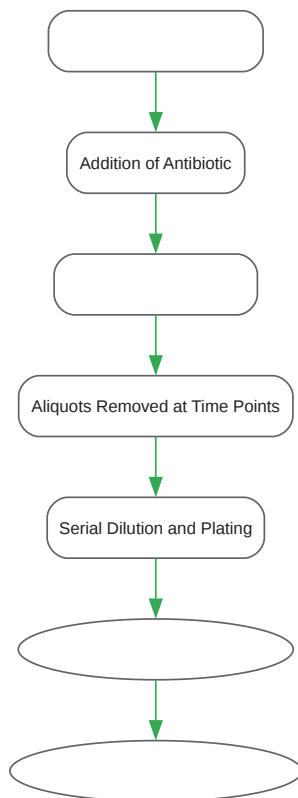 Addition of Antibiotic
Aliquots Removed at Time Points
Serial Dilution and Plating